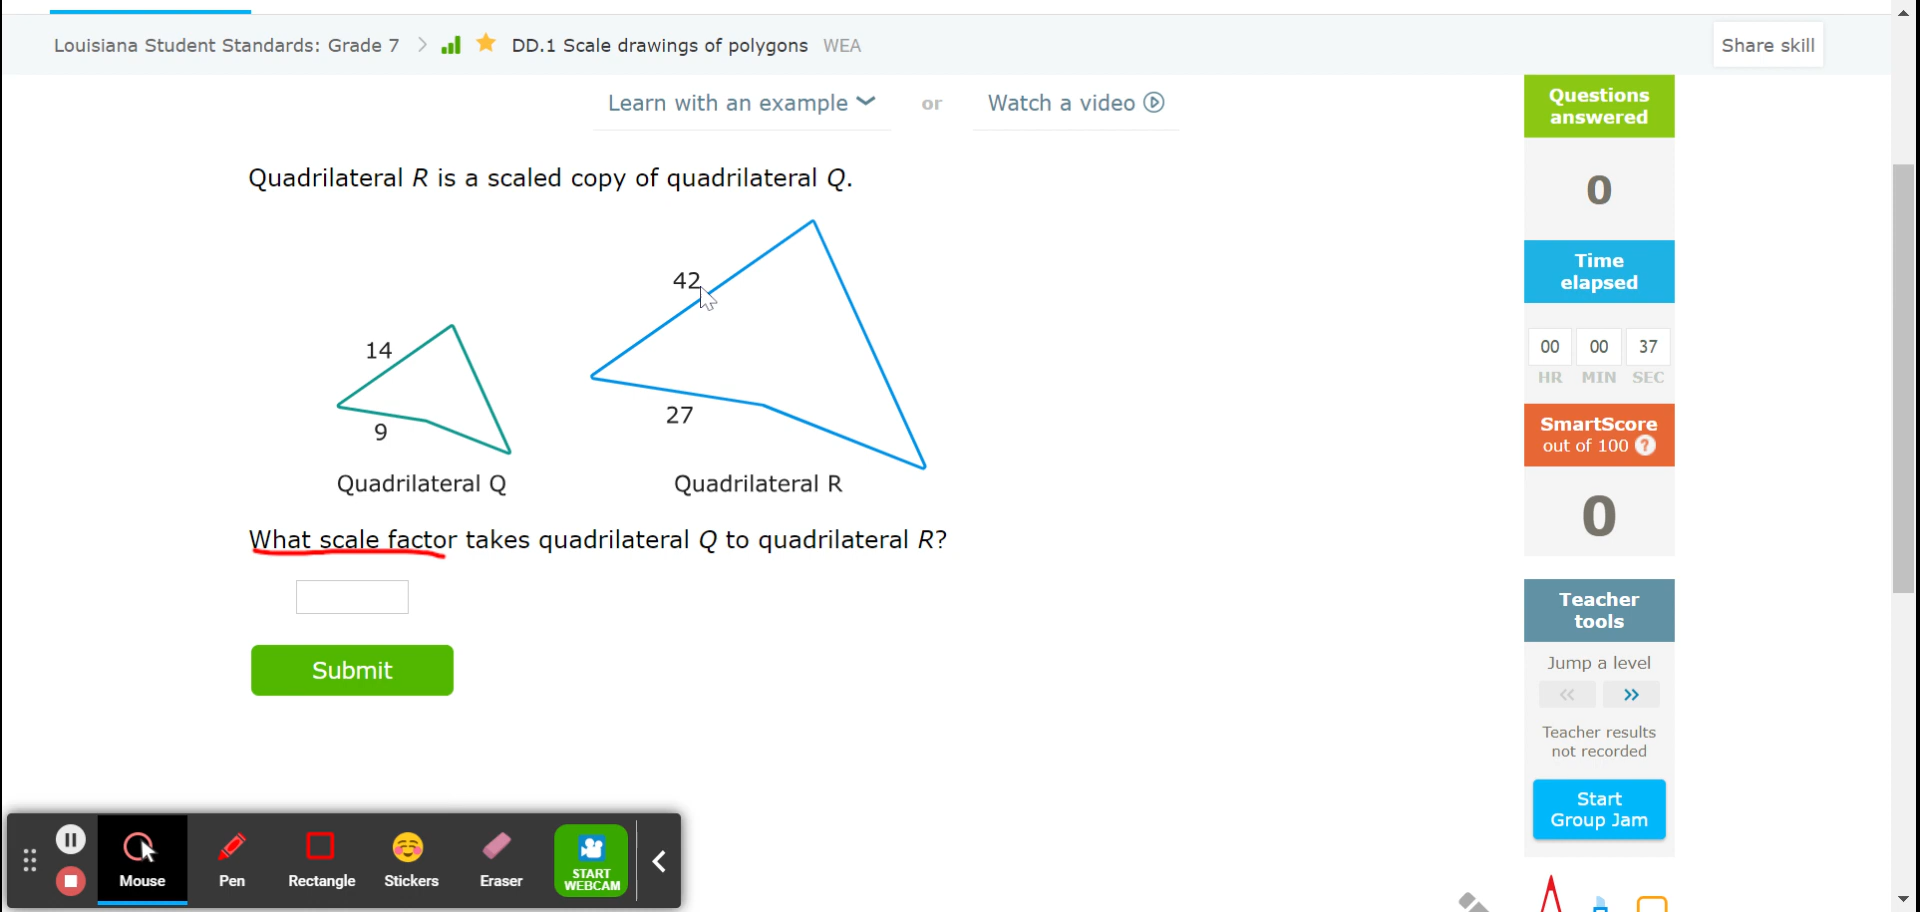 Louisiana Student Standards: Grade 7 > DD.1 Scale drawings of polygons WEA
Share skill
Learn with an example or Watch a video
Questions answered
0
Time elapsed
00 00 37
HR MIN SEC
SmartScore
out of 100 ?
0
Teacher tools
Jump a level
<< >>
Teacher results
not recorded
Start
Group Jam
Quadrilateral R is a scaled copy of quadrilateral Q.
42
14
27
9
Quadrilateral Q
Quadrilateral R
What scale factor takes quadrilateral Q to quadrilateral R?
Submit
Mouse
Pen
Rectangle
Stickers
Eraser
START
WEBCAM